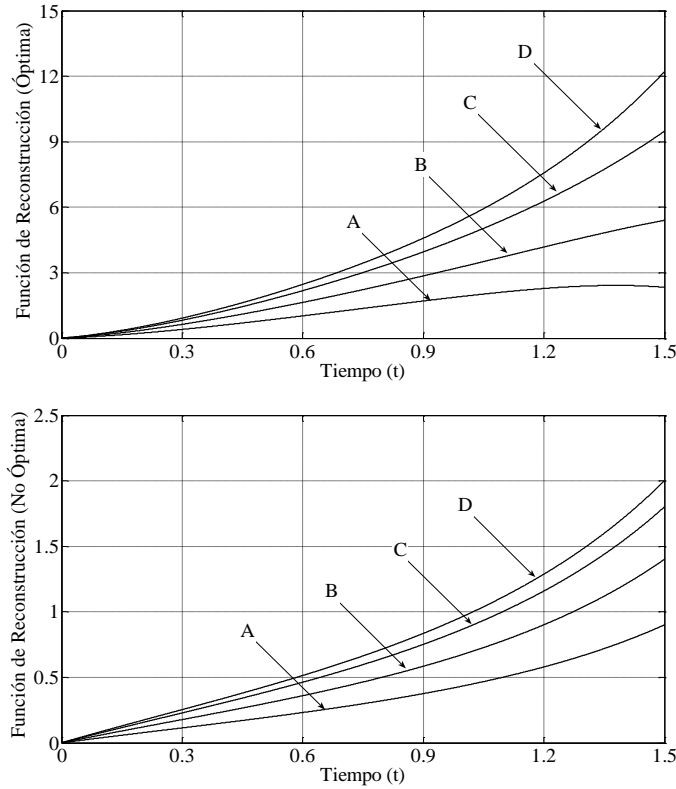 Función de Reconstrucción (Óptima)
15
12
9
6
3
0
D
C
B
A
0 0.3 0.6 0.9 1.2 1.5
Tiempo (t)
Función de Reconstrucción (No Óptima)
2.5
2
1.5
1
0.5
0
D
C
B
A
0 0.3 0.6 0.9 1.2 1.5
Tiempo (t)